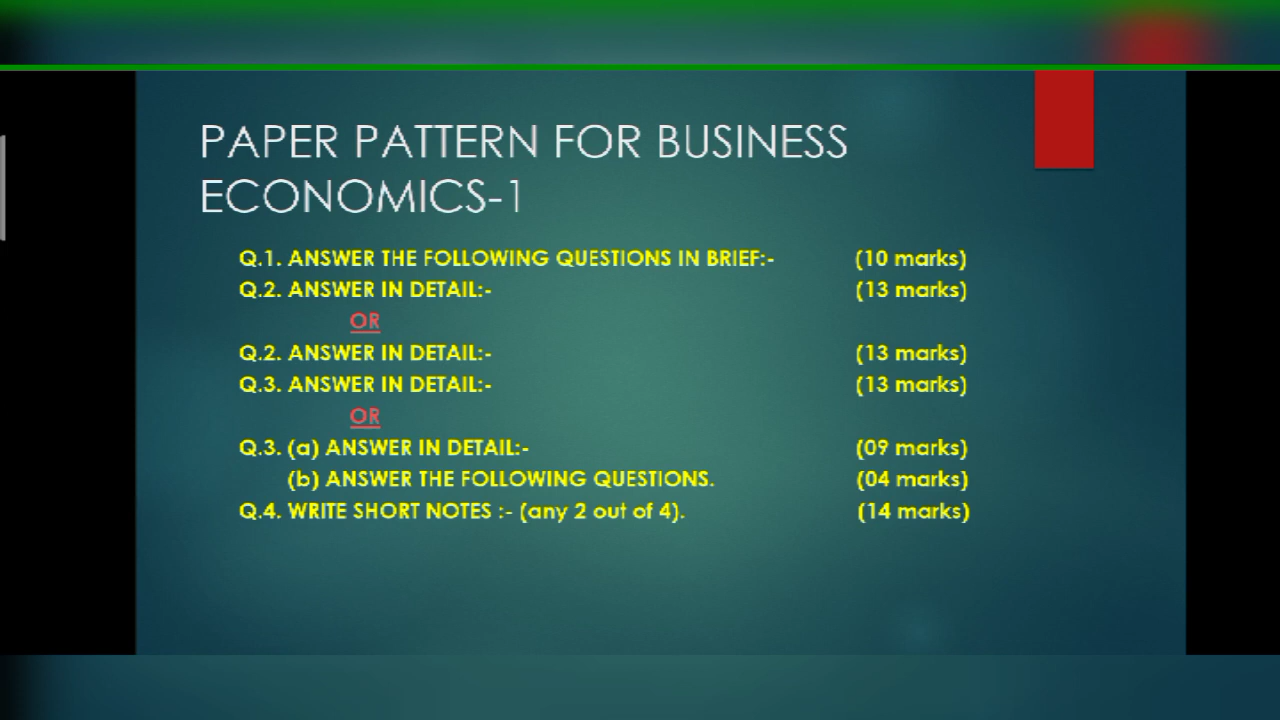 PAPER PATTERN FOR BUSINESS
ECONOMICS-1
Q.1. ANSWER THE FOLLOWING QUESTIONS IN BRIEF:- (10 marks)
Q.2. ANSWER IN DETAIL:- (13 marks)
OR
Q.2. ANSWER IN DETAIL:- (13 marks)
Q.3. ANSWER IN DETAIL:- (13 marks)
OR
Q.3. (a) ANSWER IN DETAIL:- (09 marks)
(b) ANSWER THE FOLLOWING QUESTIONS. (04 marks)
Q.4. WRITE SHORT NOTES :- (any 2 out of 4). (14 marks)